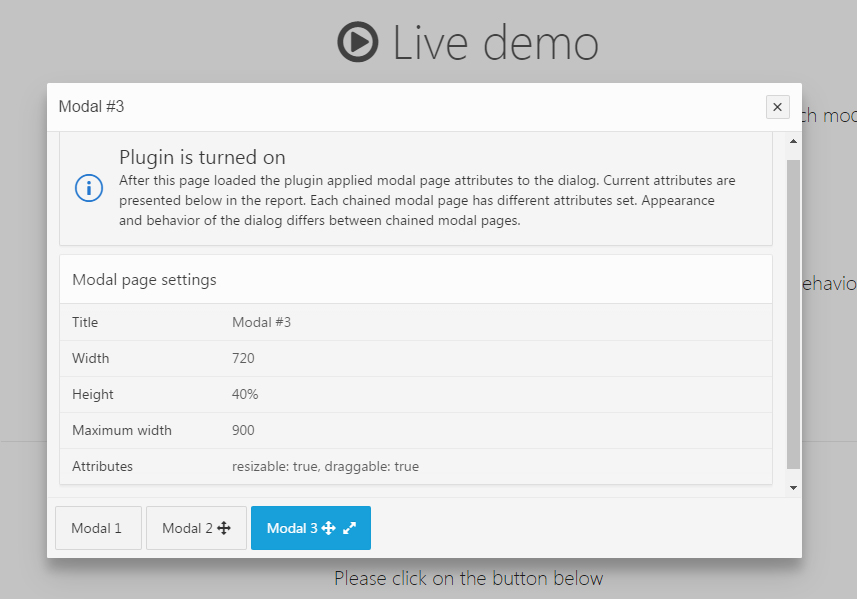 Live demo
Modal #3
ch mod
Plugin is turned on
After this page loaded the plugin applied modal page attributes to the dialog. Current attributes are
presented below in the report. Each chained modal page has different attributes set. Appearance
and behavior of the dialog differs between chained modal pages.
Modal page settings
ehavio
Title Modal #3
Width 720
Height 40%
Maximum width 900
Attributes resizable: true, draggable: true
Modal 1 Modal 2 Modal 3
Please click on the button below